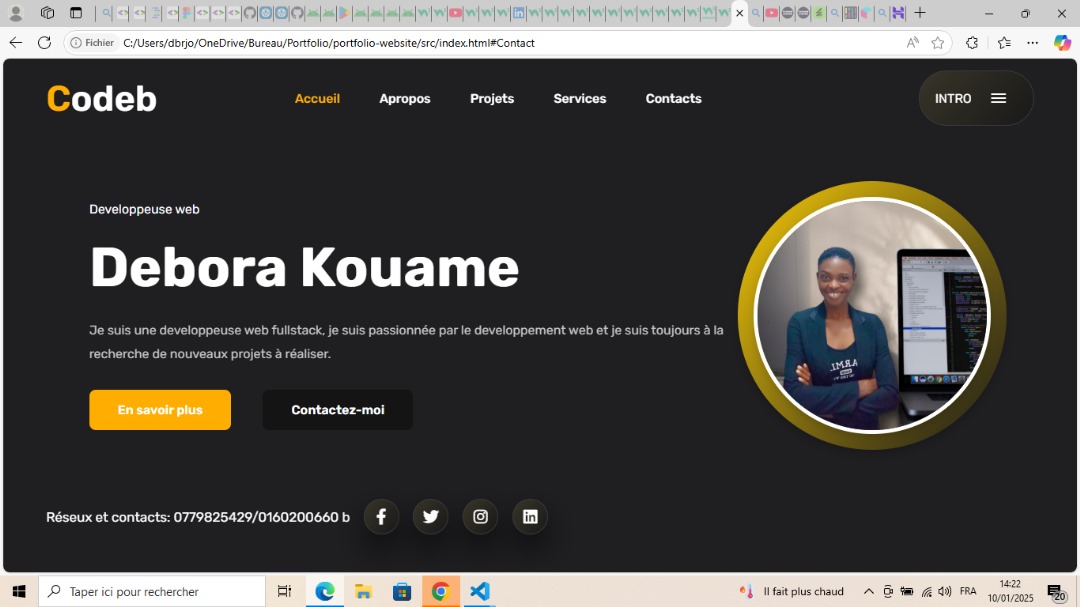 Fichier C:/Users/dbrjo/OneDrive/Bureau/Portfolio/portfolio-website/src/index.html#Contact
Codeb Accueil Apropos Projets Services Contacts INTRO
Developpeuse web
Debora Kouame
Je suis une developpeuse web fullstack, je suis passionnée par le developpement web et je suis toujours à la
recherche de nouveaux projets à réaliser.
En savoir plus Contactez-moi
Réseux et contacts: 0779825429/0160200660 b
Taper ici pour rechercher Il fait plus chaud FRA 14:22
10/01/2025 20